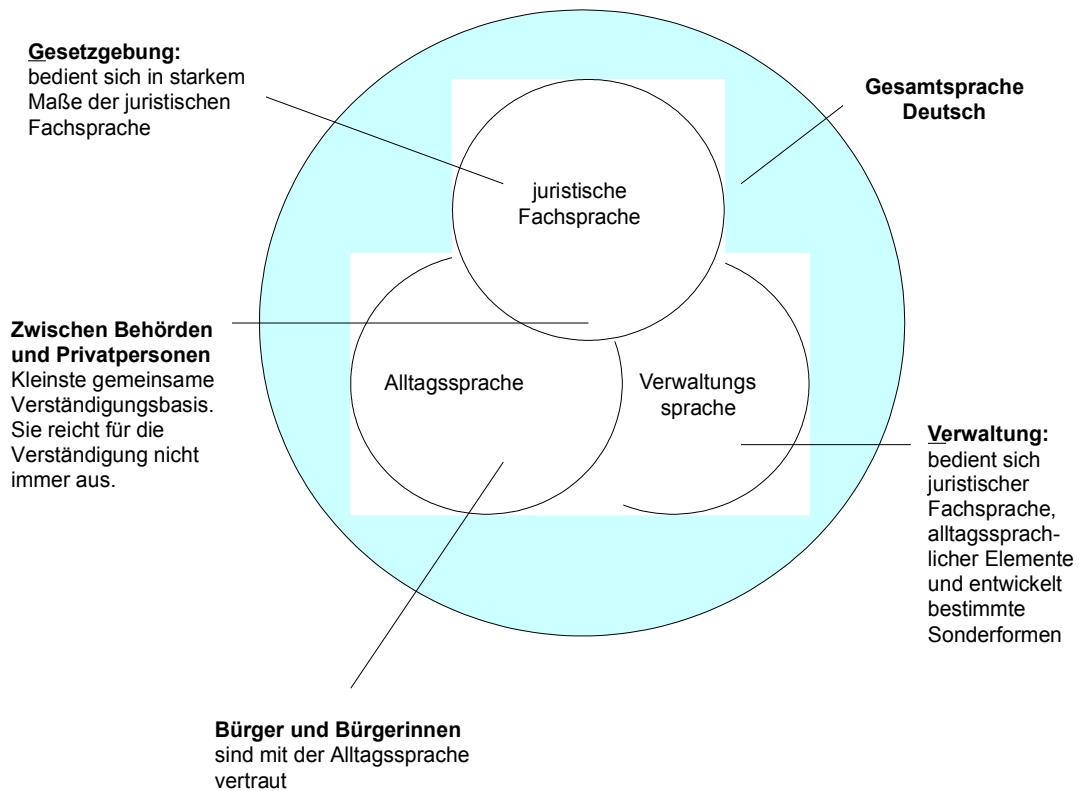 Gesetzgebung:
bedient sich in starkem
Maße der juristischen
Fachsprache
Gesamtsprache
Deutsch
juristische
Fachsprache
Zwischen Behörden
und Privatpersonen
Kleinste gemeinsame
Verständigungsbasis.
Sie reicht für die
Verständigung nicht
immer aus.
Alltagssprache
Verwaltungs
sprache
Verwaltung:
bedient sich
juristischer
Fachsprache,
alltagssprach-
licher Elemente
und entwickelt
bestimmte
Sonderformen
Bürger und Bürgerinnen
sind mit der Alltagssprache
vertraut